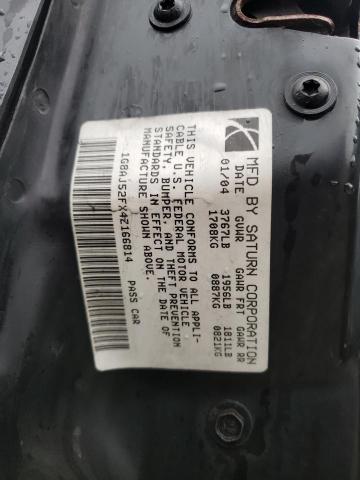 MFD BY SATURN CORPORATION
DATE GVWR GAWR FRT GAWR RR
01/04 3767LB 1956LB 1811LB
1708KG 0887KG 0821KG
THIS VEHICLE CONFORMS TO ALL APPLI-
CABLE U.S. FEDERAL MOTOR VEHICLE
SAFETY, BUMPER, AND THEFT PREVENTION
STANDARDS IN EFFECT ON THE DATE OF
MANUFACTURE SHOWN ABOVE.
1G8AJ52FX4Z166814 PASS CAR